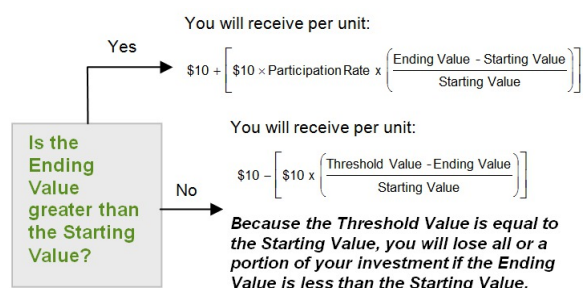 You will receive per unit:
Yes
$10 + [ $10 × Participation Rate x ( Ending Value - Starting Value / Starting Value ) ]
Is the
Ending
Value
greater than
the Starting
Value?
You will receive per unit:
No
$10 – [ $10 x ( Threshold Value - Ending Value / Starting Value ) ]
Because the Threshold Value is equal to
the Starting Value, you will lose all or a
portion of your investment if the Ending
Value is less than the Starting Value.